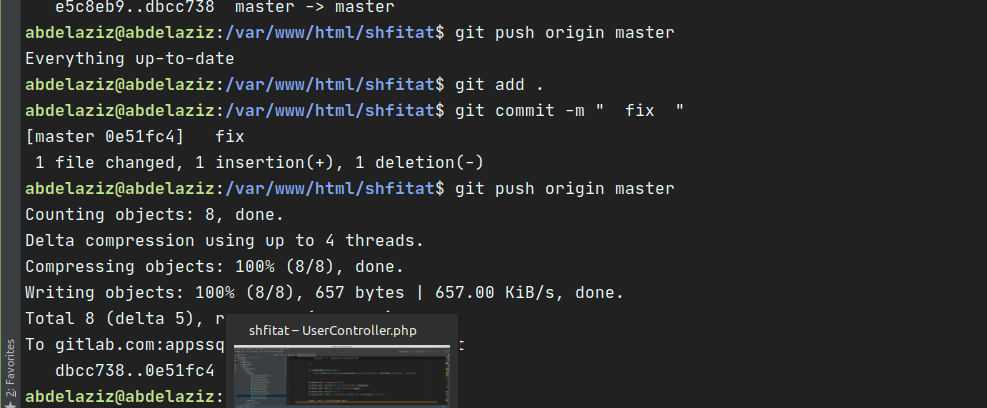 e5c8eb9..dbcc738  master -> master
abdelaziz@abdelaziz:/var/www/html/shfitat$ git push origin master
Everything up-to-date
abdelaziz@abdelaziz:/var/www/html/shfitat$ git add .
abdelaziz@abdelaziz:/var/www/html/shfitat$ git commit -m "  fix  "
[master 0e51fc4]   fix
 1 file changed, 1 insertion(+), 1 deletion(-)
abdelaziz@abdelaziz:/var/www/html/shfitat$ git push origin master
Counting objects: 8, done.
Delta compression using up to 4 threads.
Compressing objects: 100% (8/8), done.
Writing objects: 100% (8/8), 657 bytes | 657.00 KiB/s, done.
Total 8 (delta 5), r
shfitat – UserController.php
To gitlab.com:appssq
t
dbcc738..0e51fc4
abdelaziz@abdelaziz:
2: Favorites